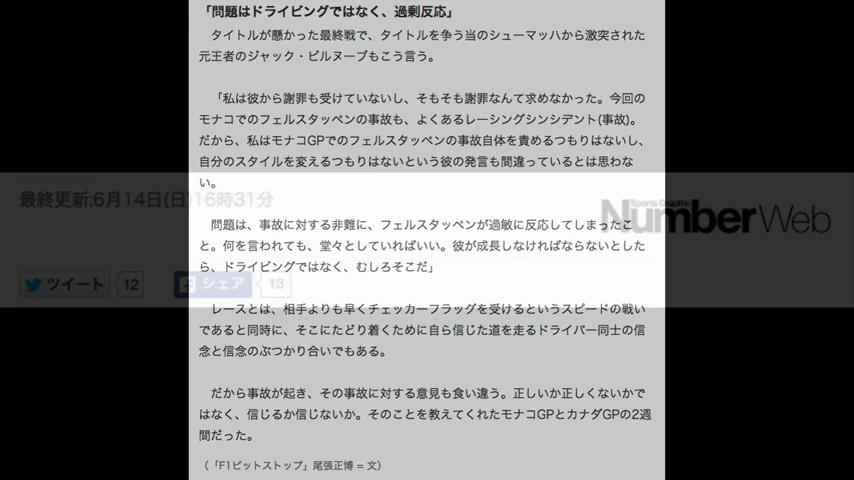 「問題はドライビングではなく、過剰反応」
タイトルが懸かった最終戦で、タイトルを争う当のシューマッハから激突された
元王者のジャック・ビルヌーブもこう言う。
「私は彼から謝罪も受けていないし、そもそも謝罪なんて求めなかった。今回の
モナコでのフェルスタッペンの事故も、よくあるレーシングシンシデント(事故)。
だから、私はモナコGPでのフェルスタッペンの事故自体を責めるつもりはないし、
自分のスタイルを変えるつもりはないという彼の発言も間違っているとは思わな
い。
最終更新:6月14日(日)16時31分
Sports Graphic
NumberWeb
問題は、事故に対する非難に、フェルスタッペンが過敏に反応してしまったこ
と。何を言われても、堂々としていればいい。彼が成長しなければならないとした
ら、ドライビングではなく、むしろそこだ」
ツイート 12 シェア 13
レースとは、相手よりも早くチェッカーフラッグを受けるというスピードの戦い
であると同時に、そこにたどり着くために自ら信じた道を走るドライバー同士の信
念と信念のぶつかり合いでもある。
だから事故が起き、その事故に対する意見も食い違う。正しいか正しくないかで
はなく、信じるか信じないか。そのことを教えてくれたモナコGPとカナダGPの2週
間だった。
（「F1ピットストップ」尾張正博 = 文）